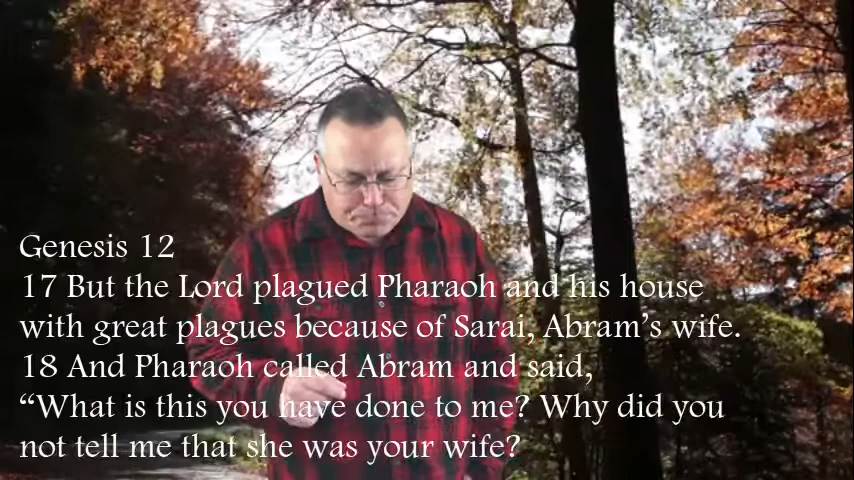 Genesis 12
17 But the Lord plagued Pharaoh and his house
with great plagues because of Sarai, Abram’s wife.
18 And Pharaoh called Abram and said,
“What is this you have done to me? Why did you
not tell me that she was your wife?